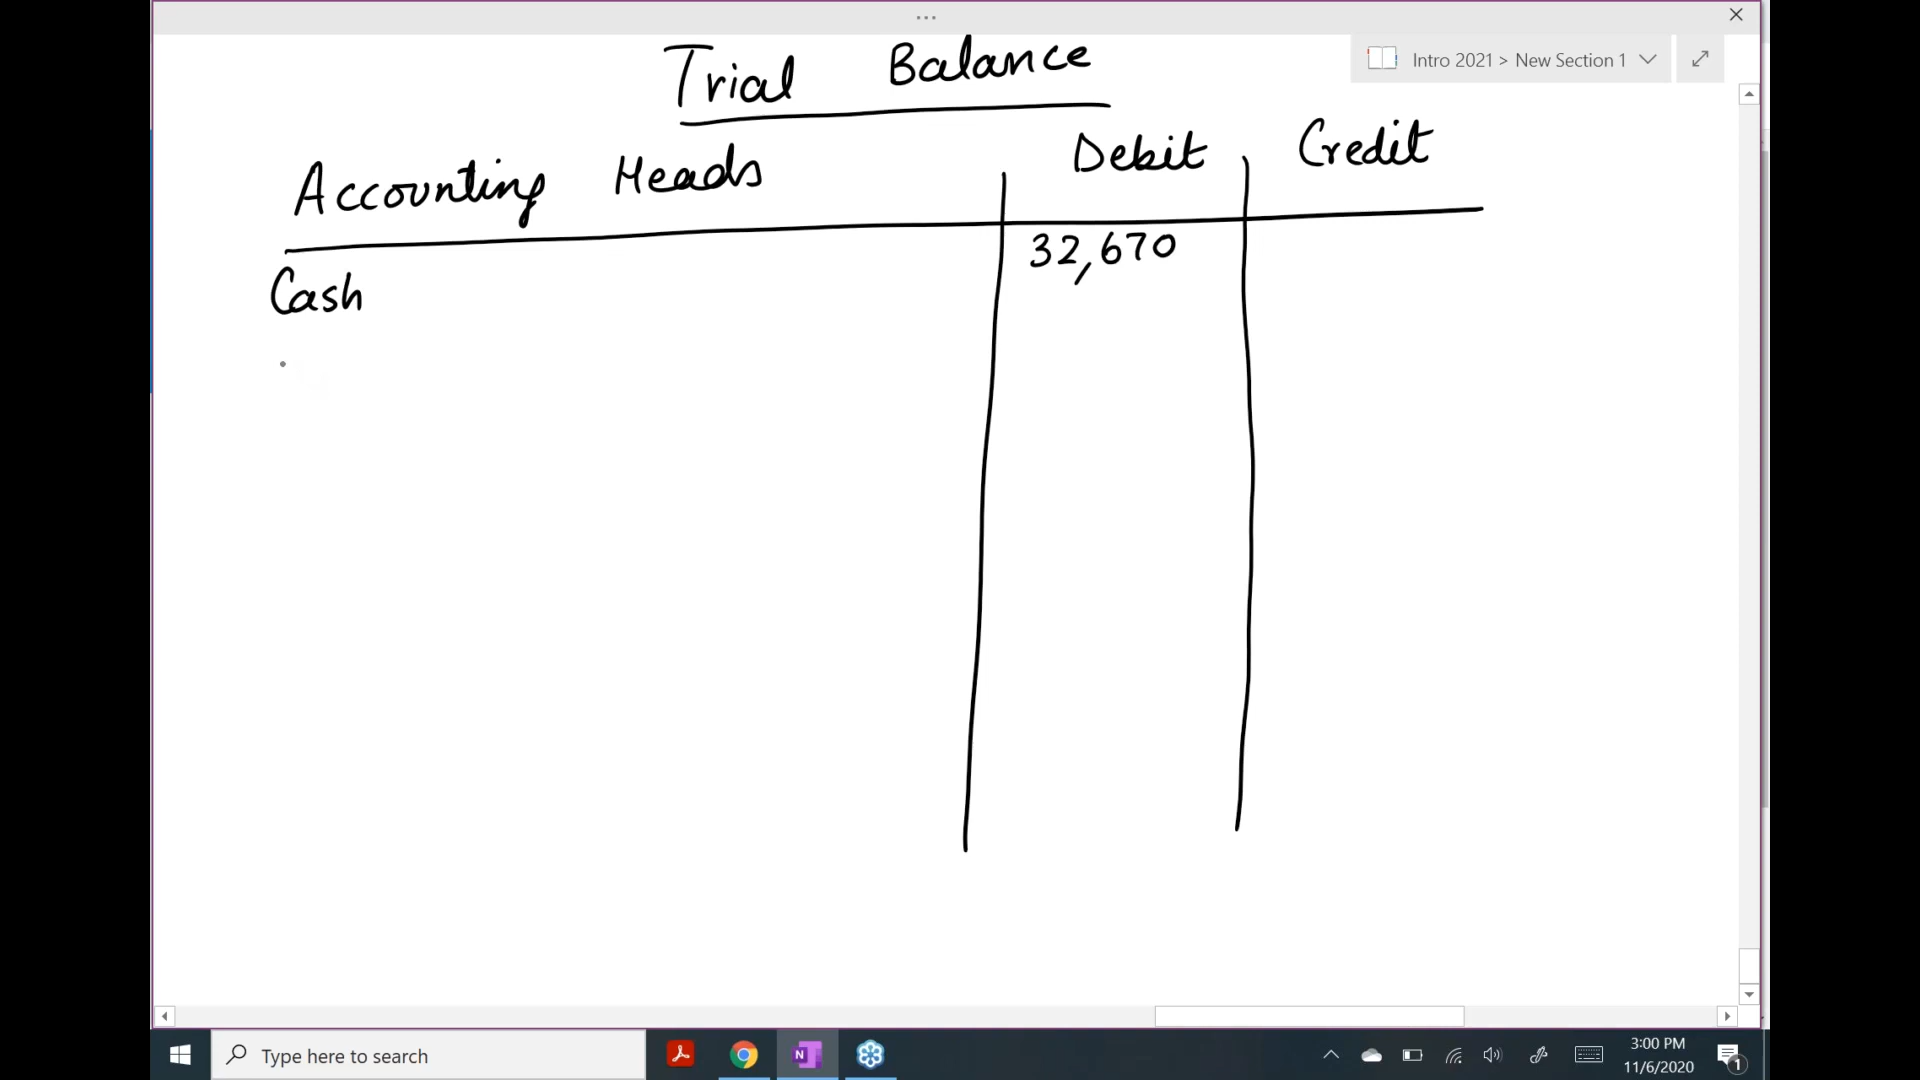 Trial Balance
Intro 2021 > New Section 1
Accounting Heads Debit Credit
Cash 32,670
Type here to search
3:00 PM
11/6/2020
1